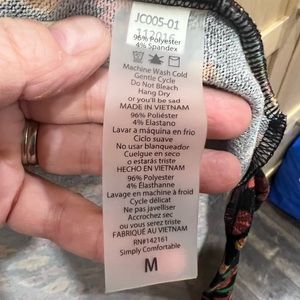 JC005-01
112016
96% Polyester
4% Spandex
Machine Wash Cold
Gentle Cycle
Do Not Bleach
Hang Dry
or you'll be sad
MADE IN VIETNAM
96% Poliéster
4% Elastano
Lavar a máquina en frio
Ciclo suave
No usar blanqueador
Cuelgue en seco
o estarás triste
HECHO EN VIETNAM
96% Polyester
4% Élasthanne
Lavage en machine à froid
Cycle délicat
Ne pas javelliser
Accrochez sec
ou vous serez triste
FABRIQUÉ AU VIETNAM
RN#142161
Simply Comfortable
M